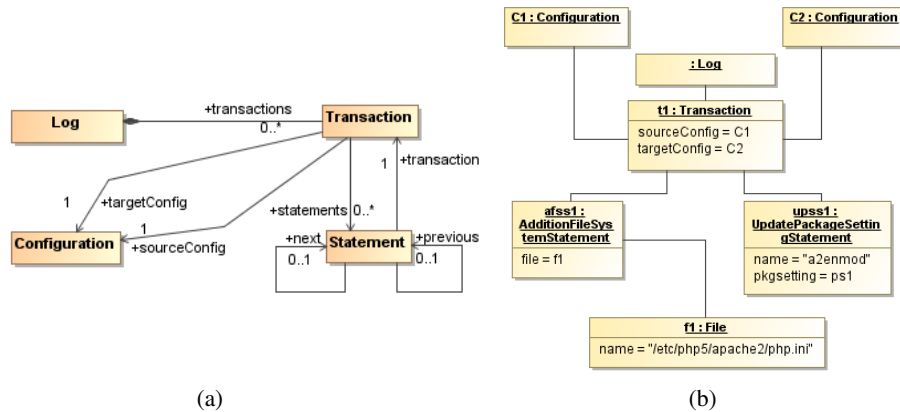 Log
+transactions
0..*
Transaction
1
+transaction
1
+targetConfig
1
+sourceConfig
Configuration
+statements
0..*
+next
0..1
Statement
+previous
0..1
(a)
C1 : Configuration
C2 : Configuration
: Log
t1 : Transaction
sourceConfig = C1
targetConfig = C2
afss1 :
AdditionFileSy
stemStatement
file = f1
upss1 :
UpdatePackageSettin
gStatement
name = "a2enmod"
pkgsetting = ps1
f1 : File
name = "/etc/php5/apache2/php.ini"
(b)